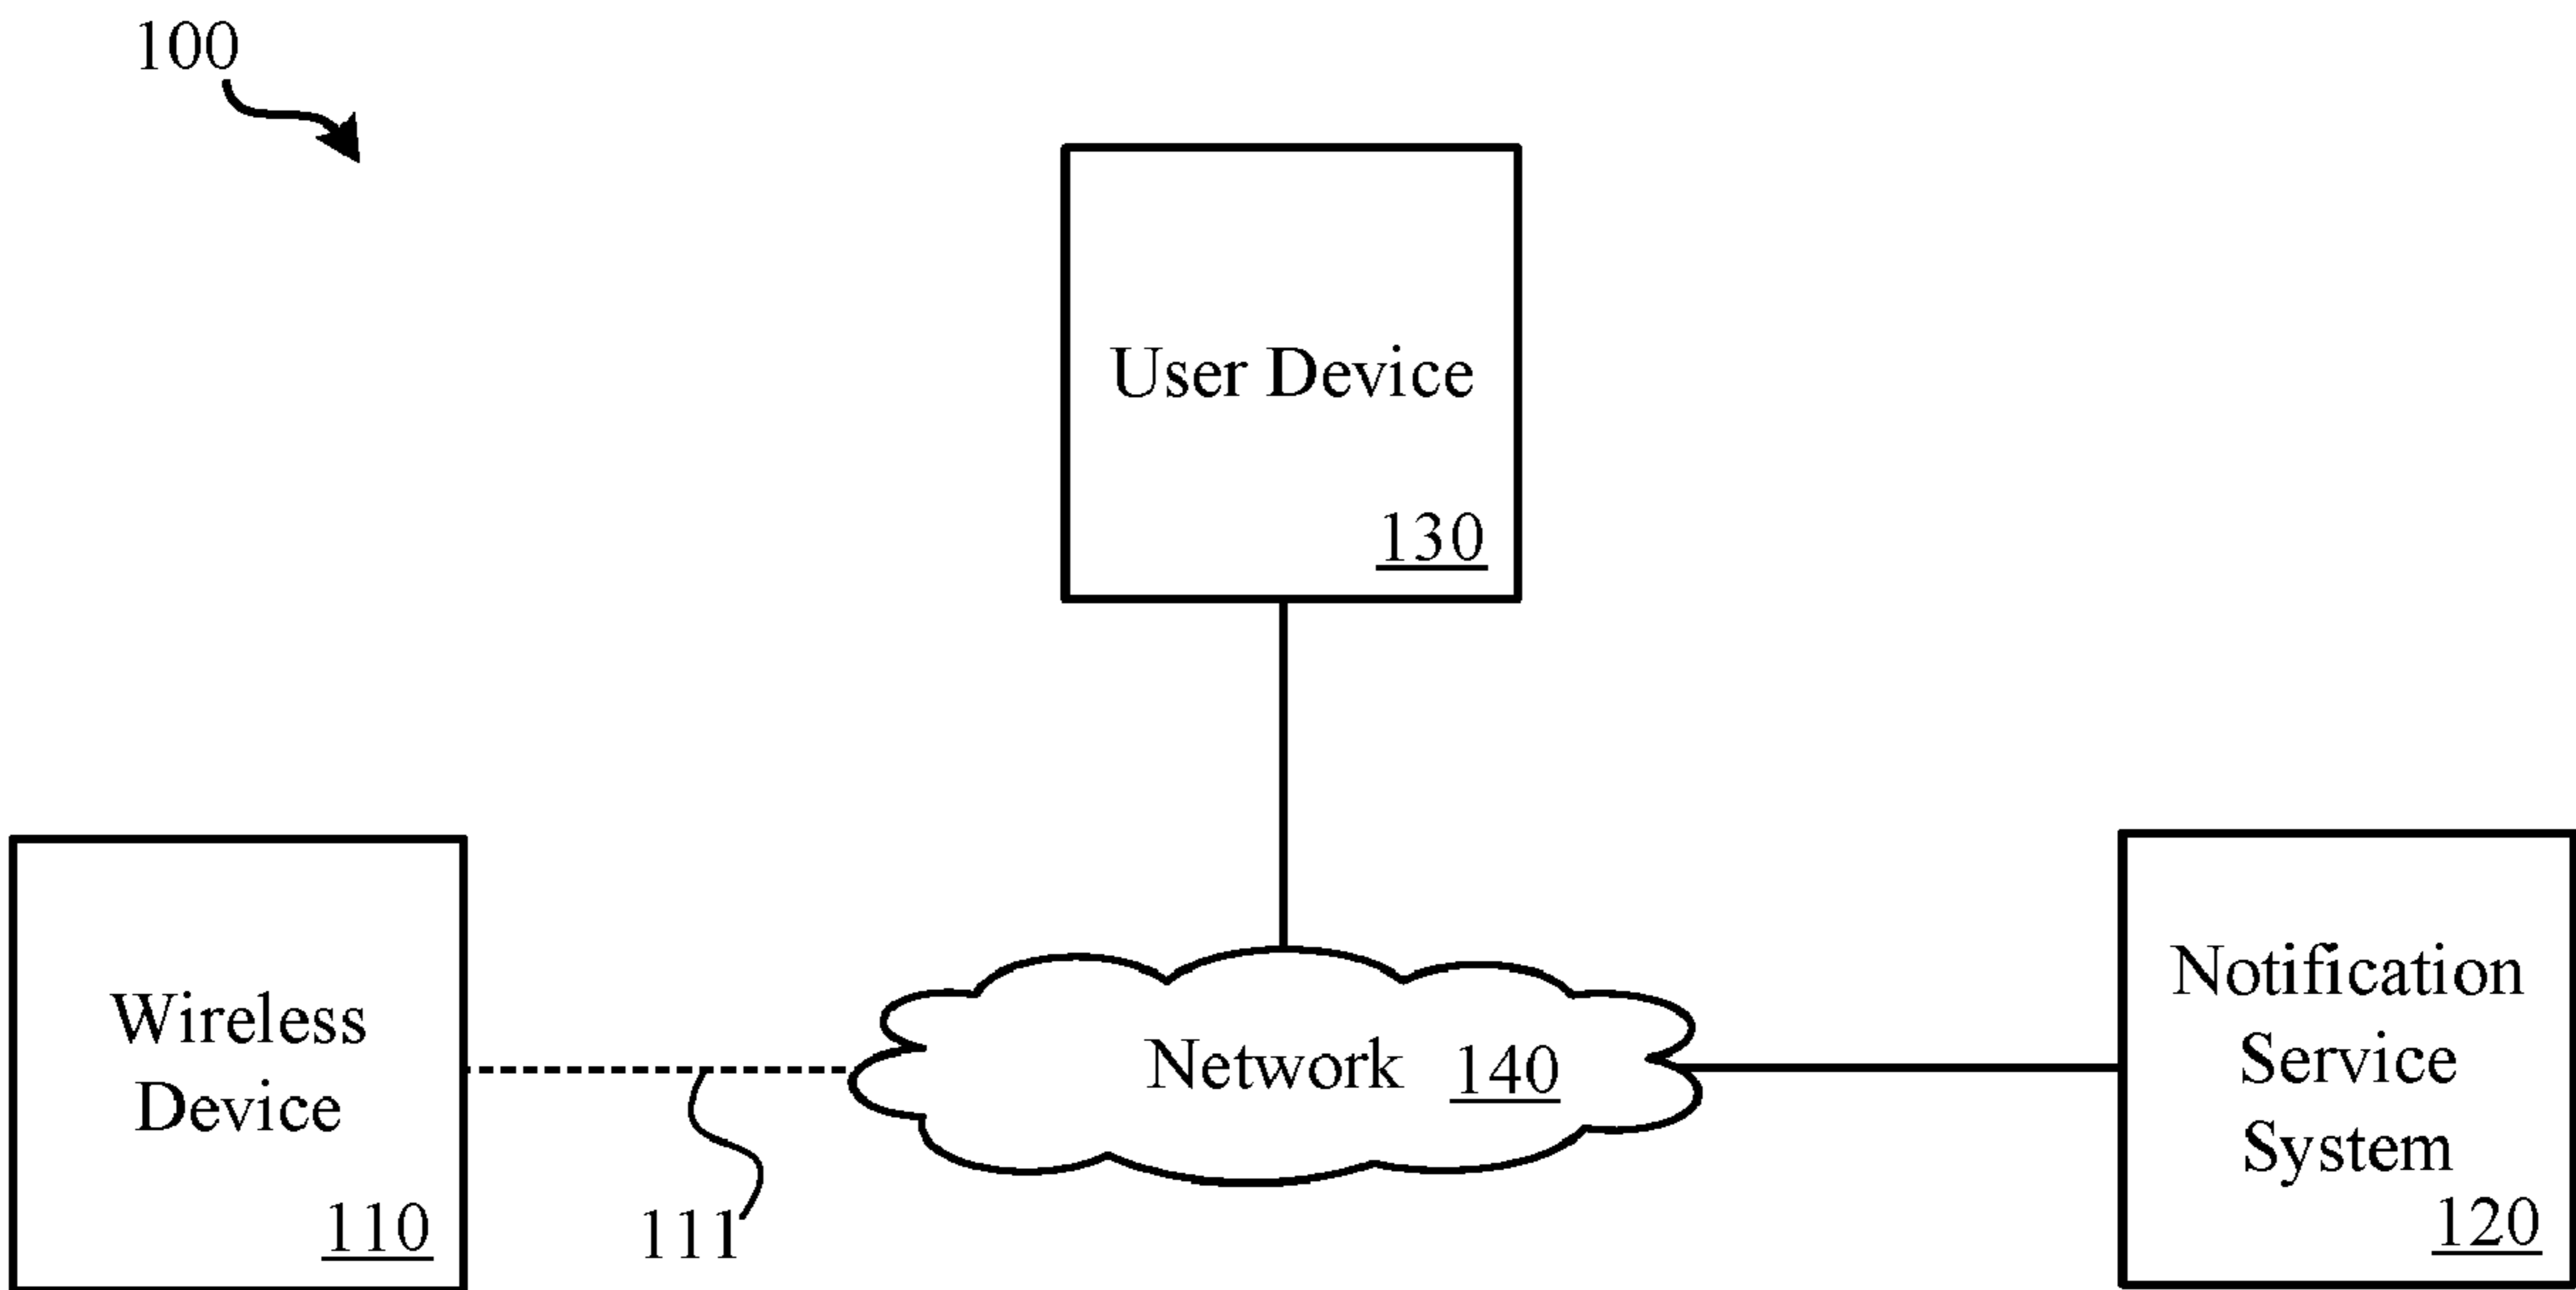 100
User Device
130
Wireless
Device
110
111
Network 140
Notification
Service
System
120